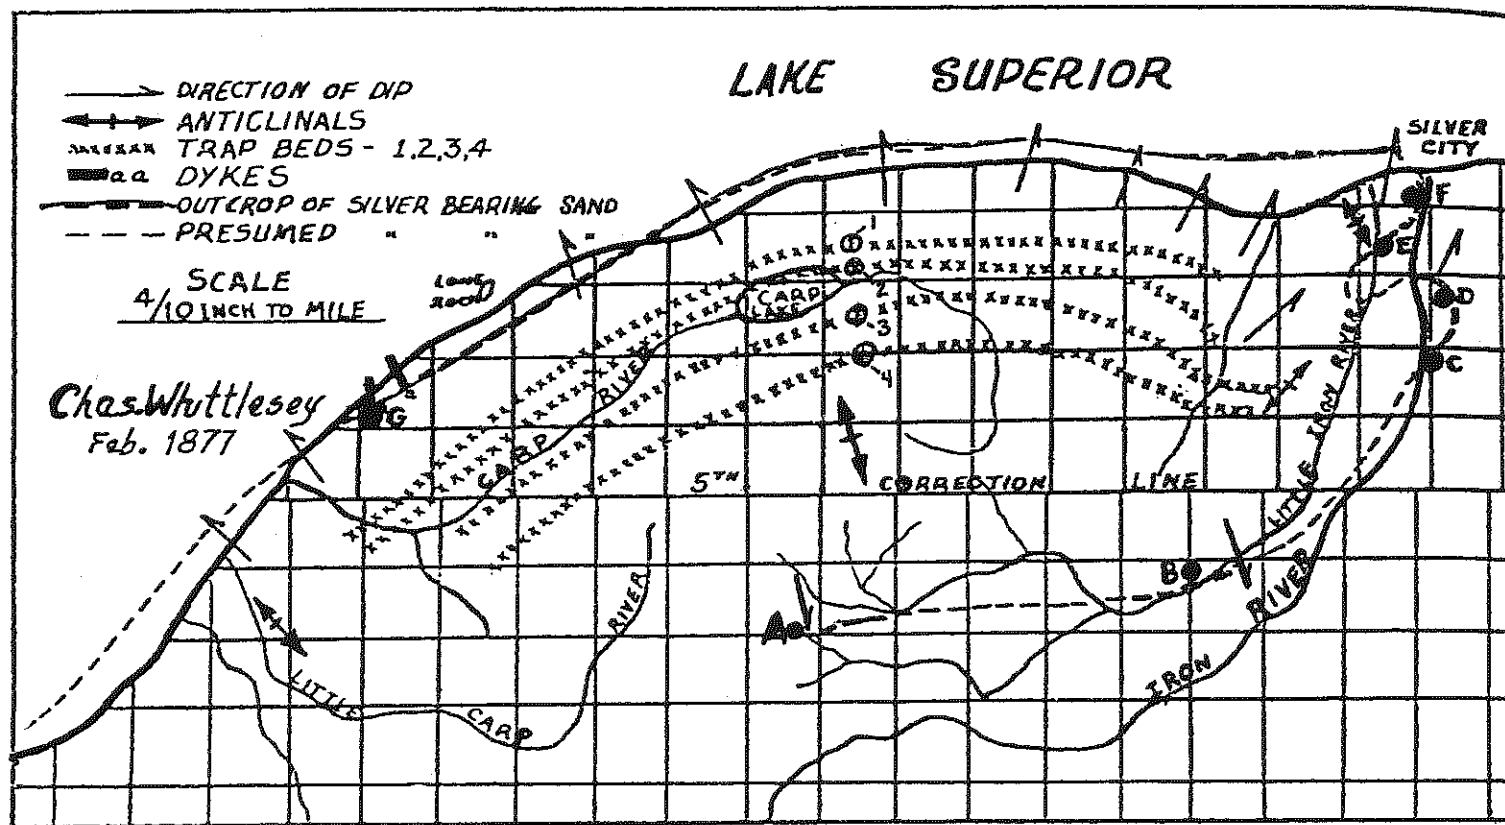 LAKE SUPERIOR
DIRECTION OF DIP
ANTICLINALS
TRAP BEDS - 1,2,3,4
aa DYKES
OUTCROP OF SILVER BEARING SAND
PRESUMED " " "
SCALE
4/10 INCH TO MILE
Chas. Whittlesey
Feb. 1877
SILVER
CITY
F
E
D
C
1
2
CARP
LAKE
3
4
a
G
CARP RIVER
5TH CORRECTION LINE
LITTLE IRON RIVER
B
A
IRON RIVER
LITTLE CARP RIVER